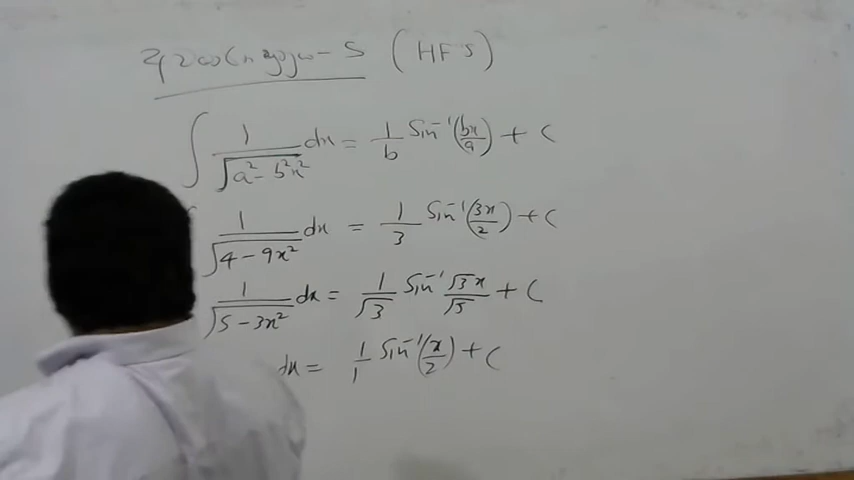 (HFS)
∫ 1/√(a² - b²x²) dx = 1/b Sin⁻¹(bx/a) + C
1/√(4 - 9x²) dx = 1/3 Sin⁻¹(3x/2) + C
1/√(5 - 3x²) dx = 1/√3 Sin⁻¹ √3x/√5 + C
dx = 1/1 Sin⁻¹(x/2) + C